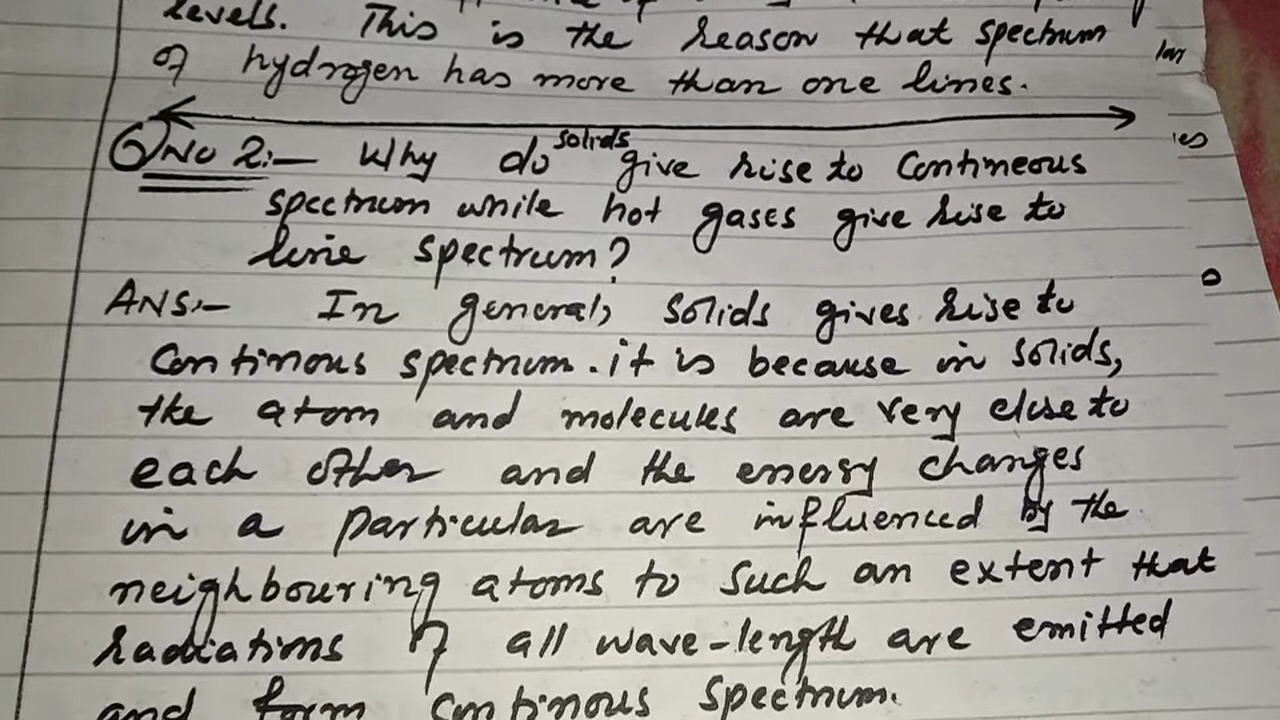 levels. This is the reason that spectrum
of hydrogen has more than one lines.
QNO 2:— Why do solids give rise to Contineous
spectrum while hot gases give rise to
line spectrum?
ANS:- In general, solids gives rise to
Continous spectrum. it is because in solids,
the atom and molecules are very close to
each other and the energy changes
in a particular are influenced by the
neighbouring atoms to such an extent that
radiations of all wave-length are emitted
and form continous spectrum.